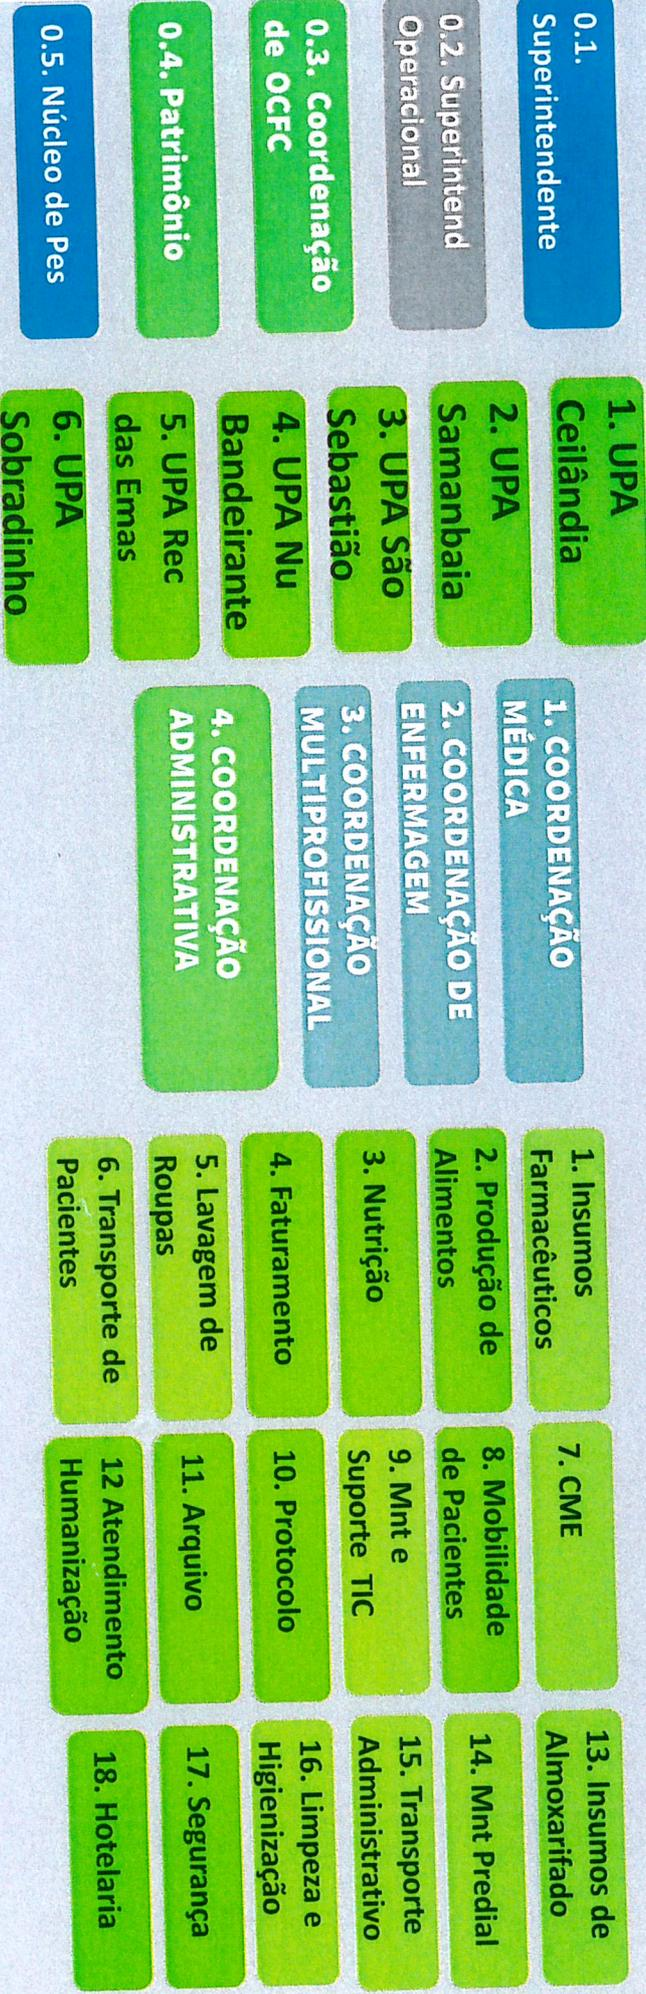 0.1.
Superintendente
0.2. Superintend
Operacional
0.3. Coordenação
de OCFC
0.4. Patrimônio
0.5. Núcleo de Pes
1. UPA
Ceilândia
2. UPA
Samanbaia
3. UPA São
Sebastião
4. UPA Nu
Bandeirante
5. UPA Rec
das Emas
6. UPA
Sobradinho
1. COORDENAÇÃO
MÉDICA
2. COORDENAÇÃO DE
ENFERMAGEM
3. COORDENAÇÃO
MULTIPROFISSIONAL
4. COORDENAÇÃO
ADMINISTRATIVA
1. Insumos
Farmacêuticos
2. Produção de
Alimentos
3. Nutrição
4. Faturamento
5. Lavagem de
Roupas
6. Transporte de
Pacientes
7. CME
8. Mobilidade
de Pacientes
9. Mnt e
Suporte TIC
10. Protocolo
11. Arquivo
12 Atendimento
Humanização
13. Insumos de
Almoxarifado
14. Mnt Predial
15. Transporte
Administrativo
16. Limpeza e
Higienização
17. Segurança
18. Hotelaria